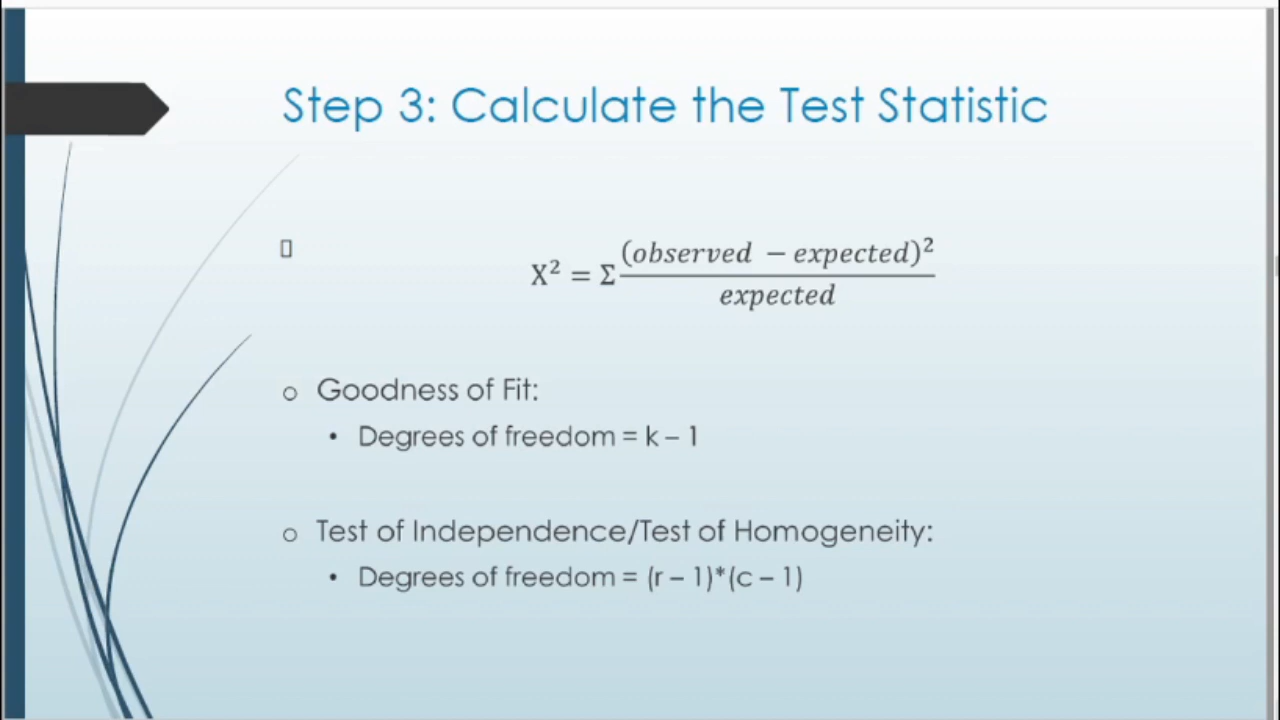 Step 3: Calculate the Test Statistic
X² = Σ (observed − expected)² / expected
o Goodness of Fit:
• Degrees of freedom = k – 1
o Test of Independence/Test of Homogeneity:
• Degrees of freedom = (r – 1)*(c – 1)